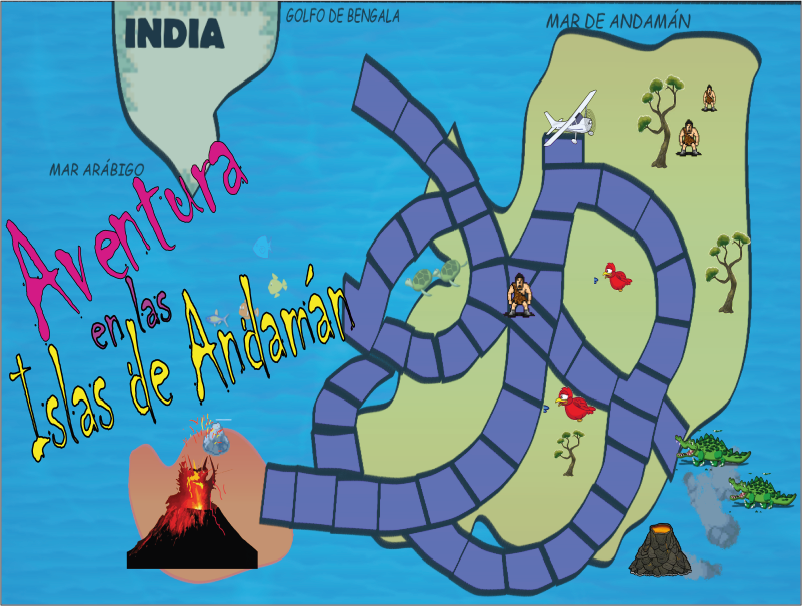 INDIA
GOLFO DE BENGALA
MAR DE ANDAMÁN
MAR ARÁBIGO
Aventura
en las
Islas de Andamán